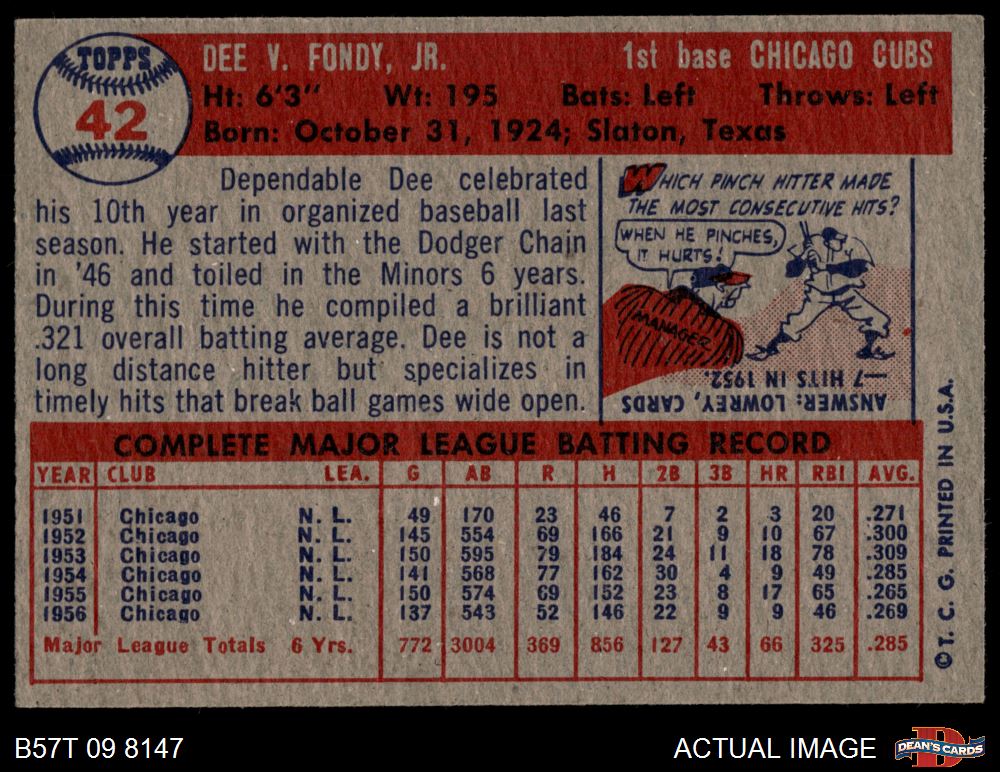 TOPPS
42
DEE V. FONDY, JR. 1st base CHICAGO CUBS
Ht: 6'3" Wt: 195 Bats: Left Throws: Left
Born: October 31, 1924; Slaton, Texas
Dependable Dee celebrated
his 10th year in organized baseball last
season. He started with the Dodger Chain
in '46 and toiled in the Minors 6 years.
During this time he compiled a brilliant
.321 overall batting average. Dee is not a
long distance hitter but specializes in
timely hits that break ball games wide open.
WHICH PINCH HITTER MADE
THE MOST CONSECUTIVE HITS?
WHEN HE PINCHES,
IT HURTS!
MANAGER
ANSWER: LOWREY, CARDS,
—7 HITS IN 1952.
COMPLETE MAJOR LEAGUE BATTING RECORD
YEAR CLUB LEA. G AB R H 2B 3B HR RBI AVG.
1951 Chicago N. L. 49 170 23 46 7 2 3 20 .271
1952 Chicago N. L. 145 554 69 166 21 9 10 67 .300
1953 Chicago N. L. 150 595 79 184 24 11 18 78 .309
1954 Chicago N. L. 141 568 77 162 30 4 9 49 .285
1955 Chicago N. L. 150 574 69 152 23 8 17 65 .265
1956 Chicago N. L. 137 543 52 146 22 9 9 46 .269
Major League Totals 6 Yrs. 772 3004 369 856 127 43 66 325 .285
© T. C. G. PRINTED IN U.S.A.
B57T 09 8147
ACTUAL IMAGE
D
DEAN'S CARDS